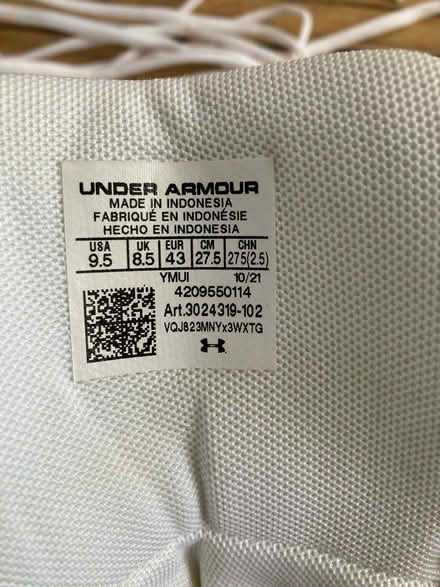 UNDER ARMOUR
MADE IN INDONESIA
FABRIQUÉ EN INDONÉSIE
HECHO EN INDONESIA
USA UK EUR CM CHN
9.5 8.5 43 27.5 275(2.5)
YMUI 10/21
4209550114
Art.3024319-102
VQJ823MNYx3WXTG